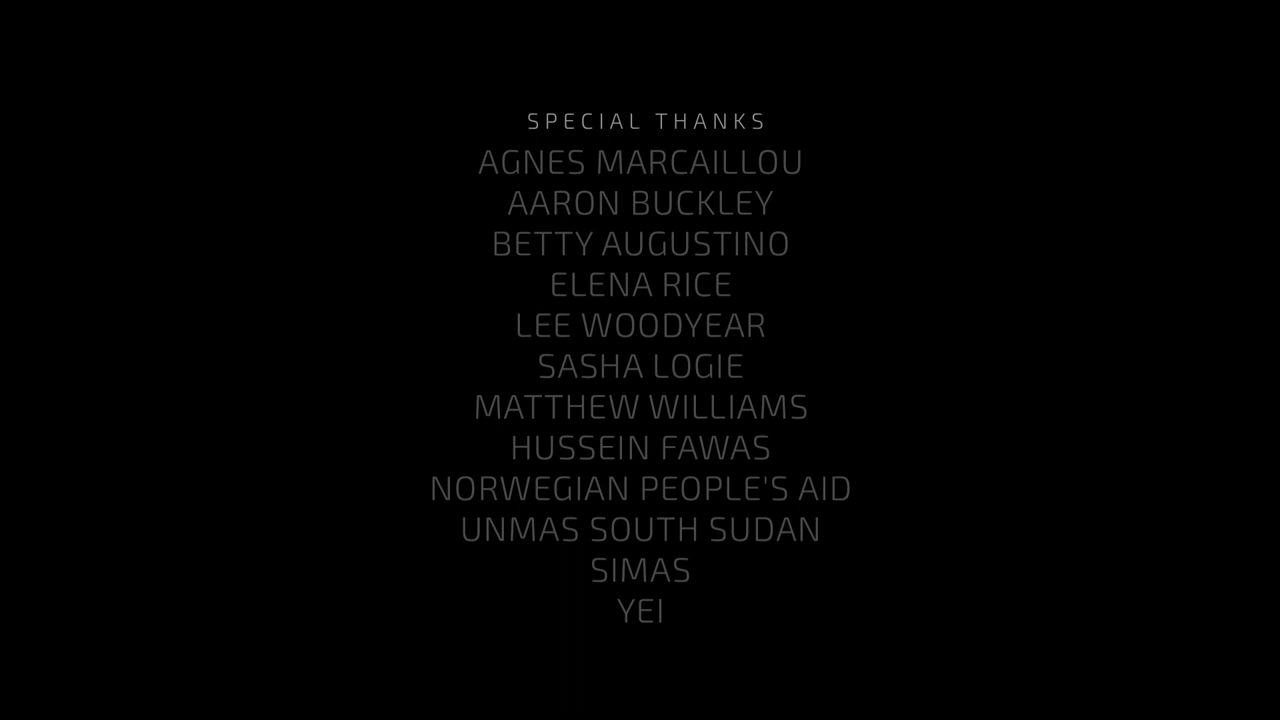 SPECIAL THANKS
AGNES MARCAILLOU
AARON BUCKLEY
BETTY AUGUSTINO
ELENA RICE
LEE WOODYEAR
SASHA LOGIE
MATTHEW WILLIAMS
HUSSEIN FAWAS
NORWEGIAN PEOPLE'S AID
UNMAS SOUTH SUDAN
SIMAS
YEI